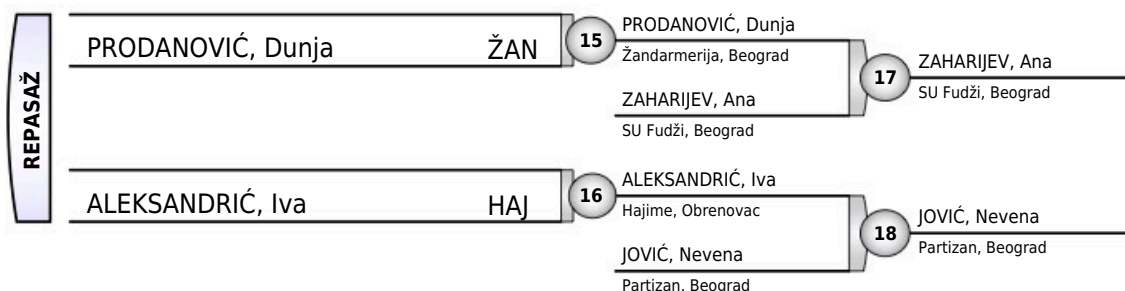 REPASAŽ
PRODANOVIĆ, Dunja ŽAN
15
PRODANOVIĆ, Dunja
Žandarmerija, Beograd
ZAHARIJEV, Ana
SU Fudži, Beograd
17
ZAHARIJEV, Ana
SU Fudži, Beograd
ALEKSANDRIĆ, Iva HAJ
16
ALEKSANDRIĆ, Iva
Hajime, Obrenovac
JOVIĆ, Nevena
Partizan, Beograd
18
JOVIĆ, Nevena
Partizan, Beograd